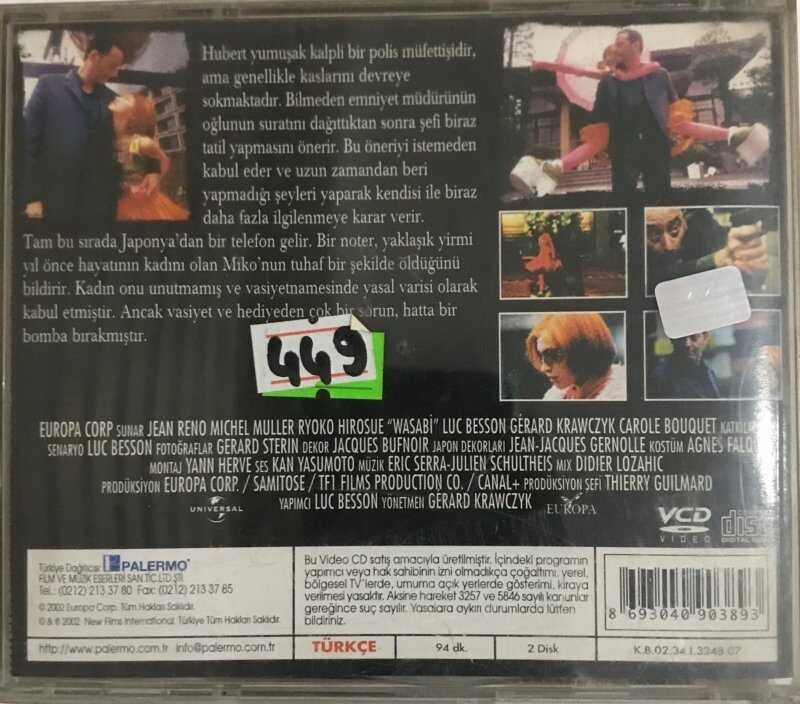 Hubert yumuşak kalpli bir polis müfettişidir,
ama genellikle kaslarını devreye
sokmaktadır. Bilmeden emniyet müdürünün
oğlunun suratını dağıttıktan sonra şefi biraz
tatil yapmasını önerir. Bu öneriyi istemeden
kabul eder ve uzun zamandan beri
yapmadığı şeyleri yaparak kendisi ile biraz
daha fazla ilgilenmeye karar verir.
Tam bu sırada Japonya'dan bir telefon gelir. Bir noter, yaklaşık yirmi
yıl önce hayatının kadını olan Miko'nun tuhaf bir şekilde öldüğünü
bildirir. Kadın onu unutmamış ve vasiyetnamesinde vasal varisi olarak
kabul etmiştir. Ancak vasiyet ve hediyeden çok bir sorun, hatta bir
bomba bırakmıştır.
449
EUROPA CORP SUNAR JEAN RENO MICHEL MULLER RYOKO HIROSUE "WASABİ" LUC BESSON GÉRARD KRAWCZYK CAROLE BOUQUET
SENARYO LUC BESSON FOTOĞRAFLAR GERARD STERIN DEKOR JACQUES BUFNOIR JAPON DEKORLARI JEAN-JACQUES GERNOLLE KOSTÜM AGNES
MONTAJ YANN HERVE SES KAN YASUMOTO MÜZİK ERIC SERRA-JULIEN SCHULTHEIS MIX DIDIER LOZAHIC
PRODÜKSİYON EUROPA CORP. / SAMITOSE / TF1 FILMS PRODUCTION CO. / CANAL+ PRODÜKSİYON ŞEFİ THIERRY GUILMARD
YAPIMCI LUC BESSON YÖNETMEN GERARD KRAWCZYK
UNIVERSAL
EUROPA
VCD
VIDEO
disc
Türkiye Dağıtıcısı: PALERMO
FİLM VE MÜZİK ESERLERİ SAN.TİC.LTD.ŞTİ.
Tel.: (0212) 213 37 80 Fax: (0212) 213 37 85
© 2002 Europa Corp. Tüm Hakları Saklıdır.
© & ℗ 2002 New Films International. Türkiye Tüm Hakları Saklıdır.
http://www.palermo.com.tr info@palermo.com.tr
Bu Video CD satış amacıyla üretilmiştir. İçindeki programın
yapımcı veya hak sahibinin izni olmadıkça çoğaltımı, yerel,
bölgesel TV'lerde, umuma açık yerlerde gösterimi, kiraya
verilmesi yasaktır. Aksine hareket 3257 ve 5846 sayılı kanunlar
gereğince suç sayılır. Yasalara aykırı durumlarda lütfen
bildiriniz.
TÜRKÇE
94 dk.
2 Disk
8 693040 903893
K.B.02.34.1.3248.07